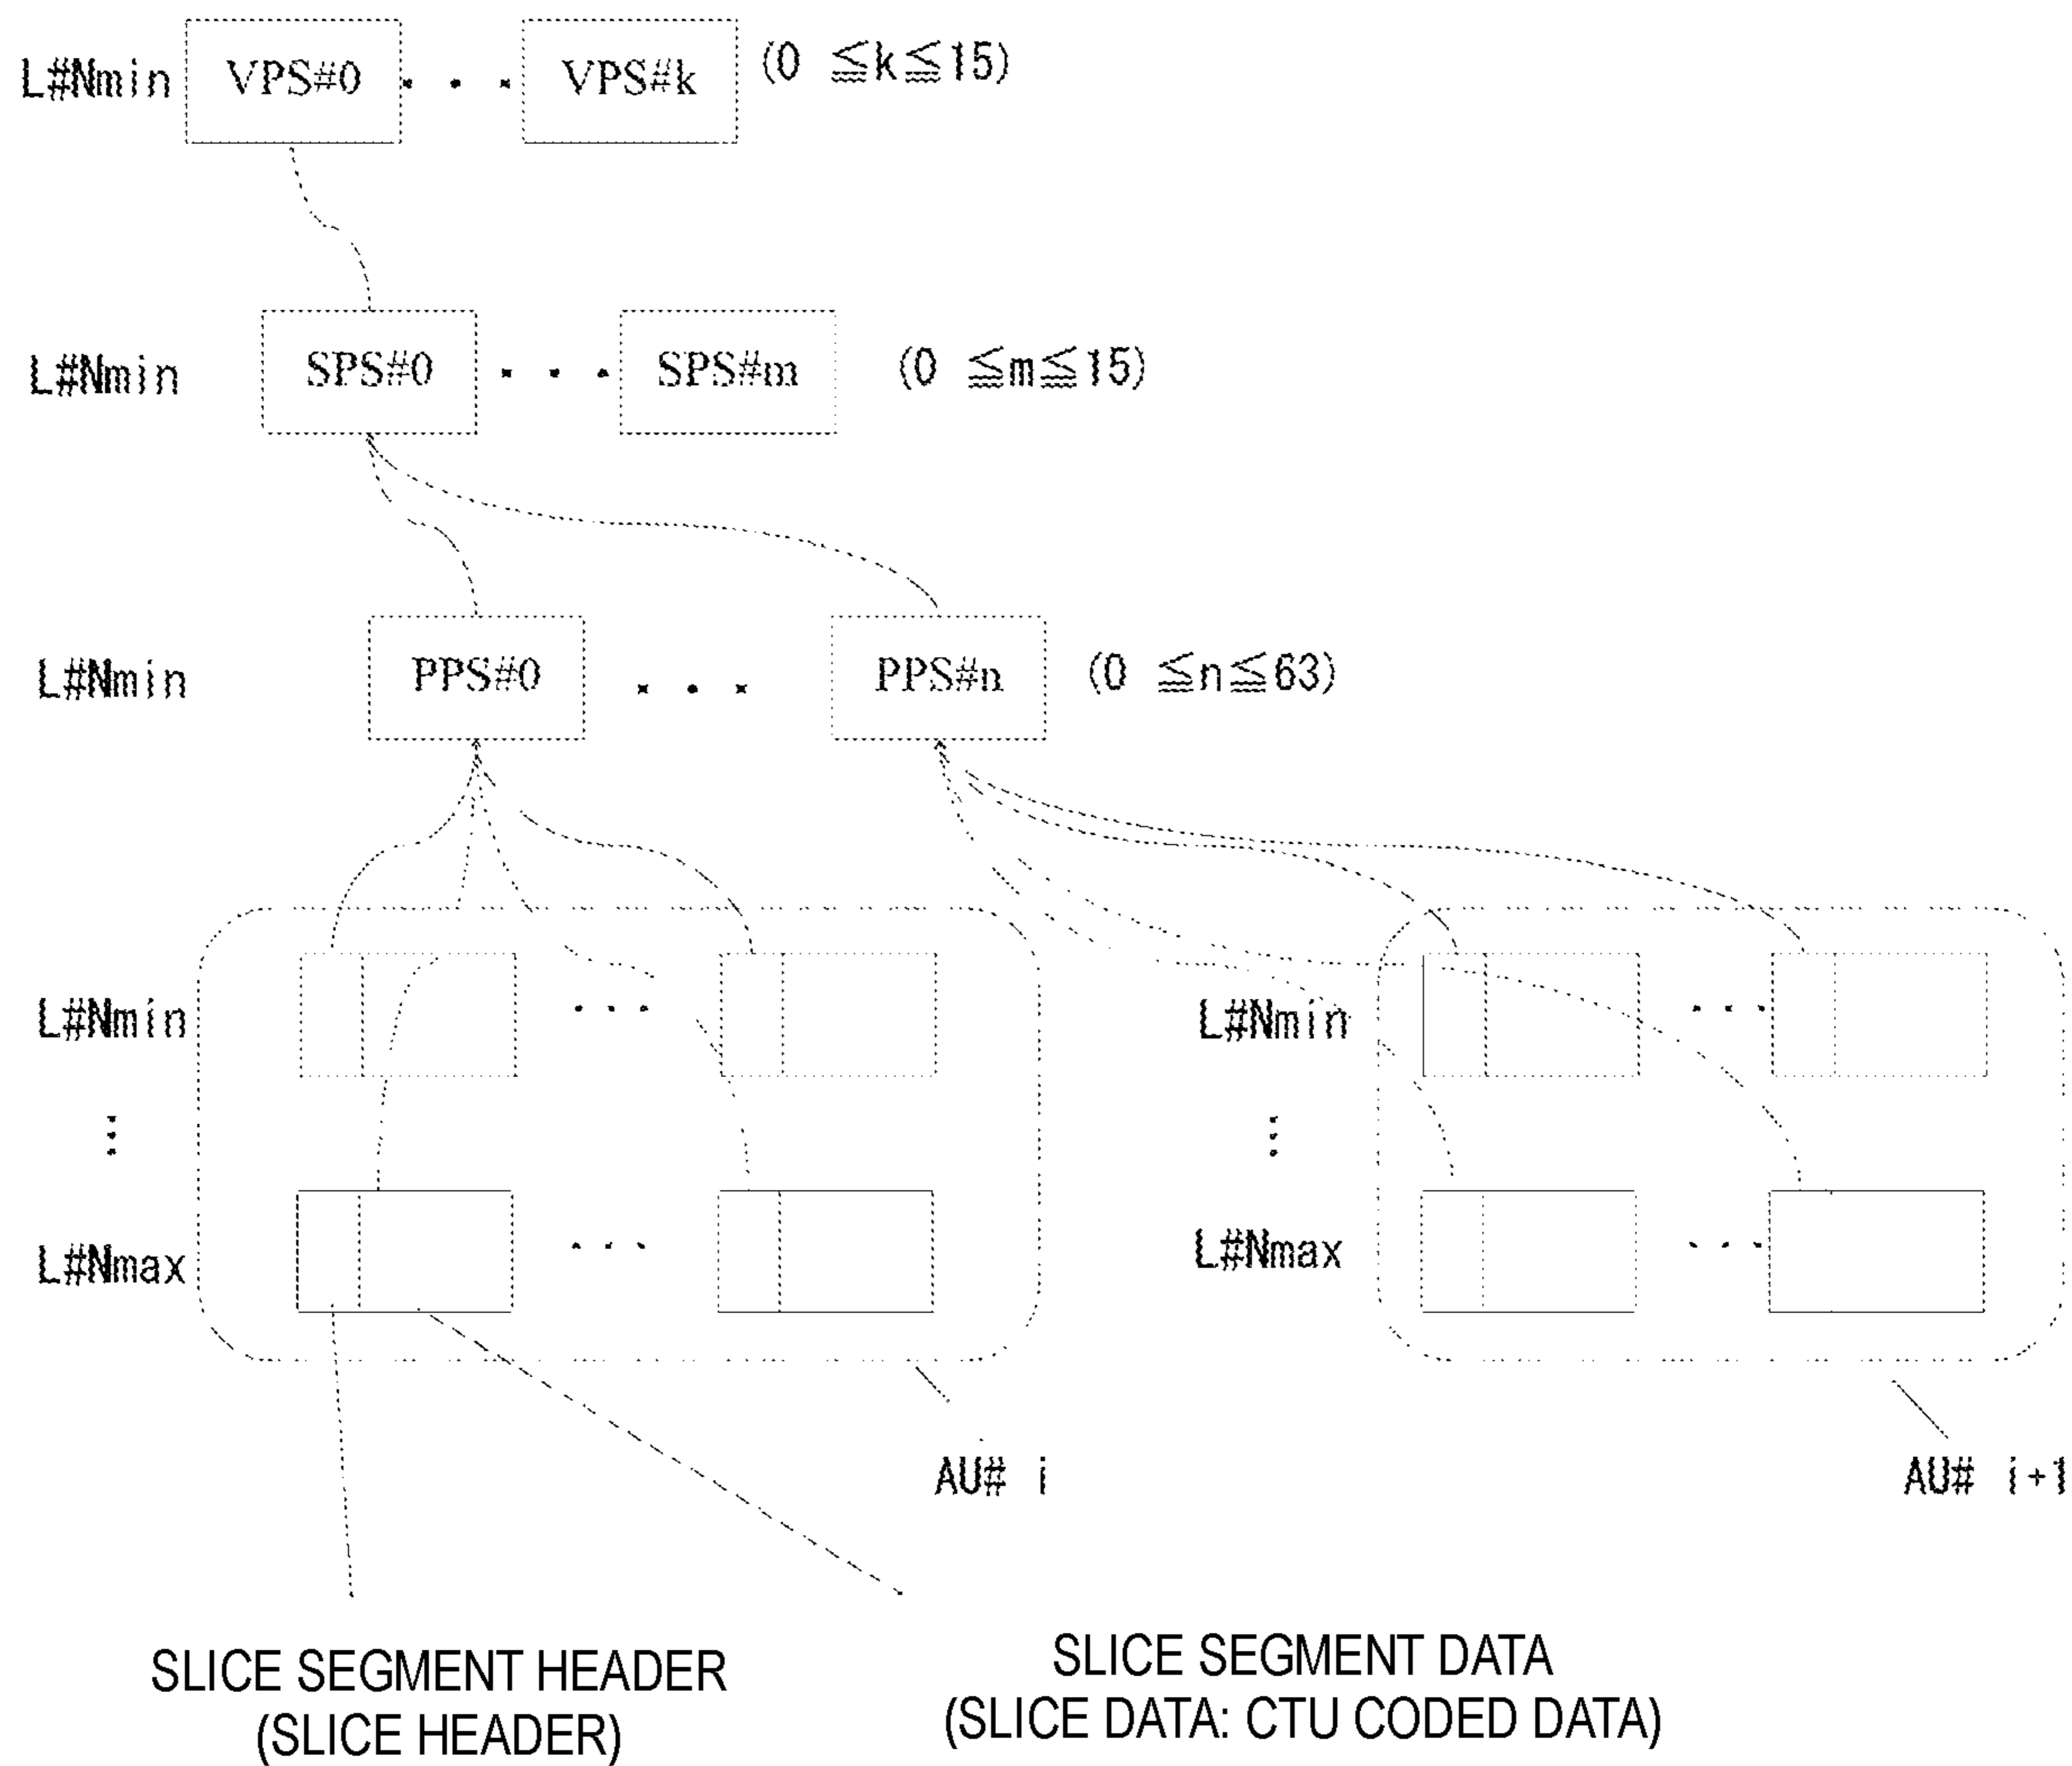 L#Nmin VPS#0 · · · VPS#k (0 ≦k≦15)
L#Nmin SPS#0 · · · SPS#m (0 ≦m≦15)
L#Nmin PPS#0 · · · PPS#n (0 ≦n≦63)
L#Nmin ··· L#Nmin ···
L#Nmax ··· L#Nmax ···
AU# i AU# i+1
SLICE SEGMENT HEADER
(SLICE HEADER)
SLICE SEGMENT DATA
(SLICE DATA: CTU CODED DATA)